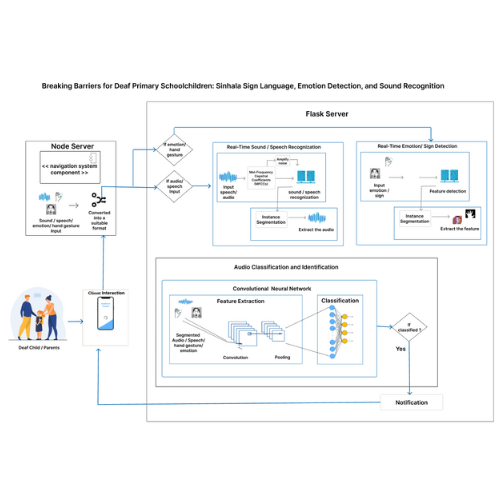 Breaking Barriers for Deaf Primary Schoolchildren: Sinhala Sign Language, Emotion Detection, and Sound Recognition
Flask Server
Node Server
<< navigation system
component >>
Sound / speech/
emotion/hand gesture
input
Converted
into a
suitable
format
If emotion/
hand
gesture
If audio/
speech
input
Real-Time Sound / Speech Recognization
Input
speech/
audio
Amplify
noise
Mel Frequency
Cepstral
Coefficients
(MFCCs)
sound /speech
recognization
Instance
Segmentation
Extract the audio
Real-Time Emotion/ Sign Detection
Input
emotion /
sign
Feature detection
Instance
Segmentation
Extract the feature
Audio Classification and Identification
Convolutional Neural Network
Feature Extraction
Segmented
Audio / Speech/
hand gesture/
emotion
Convolution
Pooling
Classification
If
classified ?
Yes
Notification
Client Interaction
Deaf Child / Parents